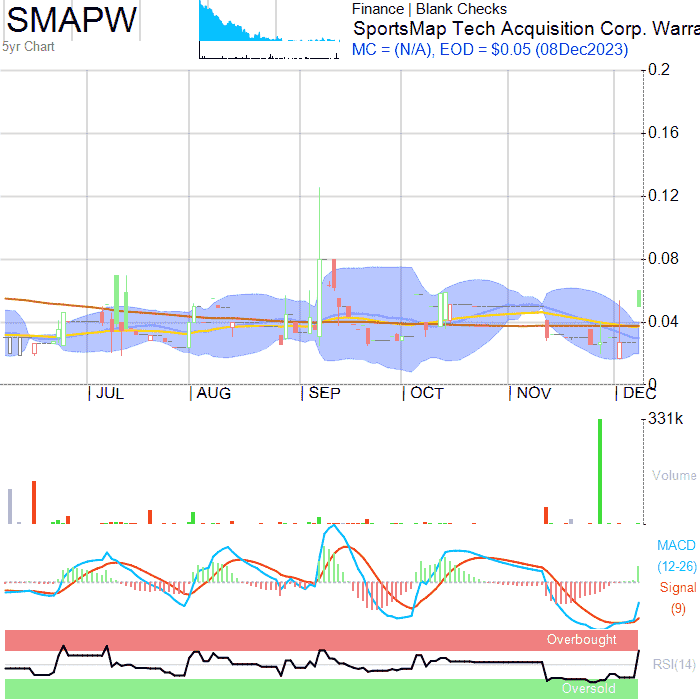 SMAPW
5yr Chart
Finance | Blank Checks
SportsMap Tech Acquisition Corp. Warra
MC = (N/A), EOD = $0.05 (08Dec2023)
0.2
0.16
0.12
0.08
0.04
0
JUL AUG SEP OCT NOV DEC
331k
Volume
MACD
(12-26)
Signal
(9)
Overbought
RSI(14)
Oversold